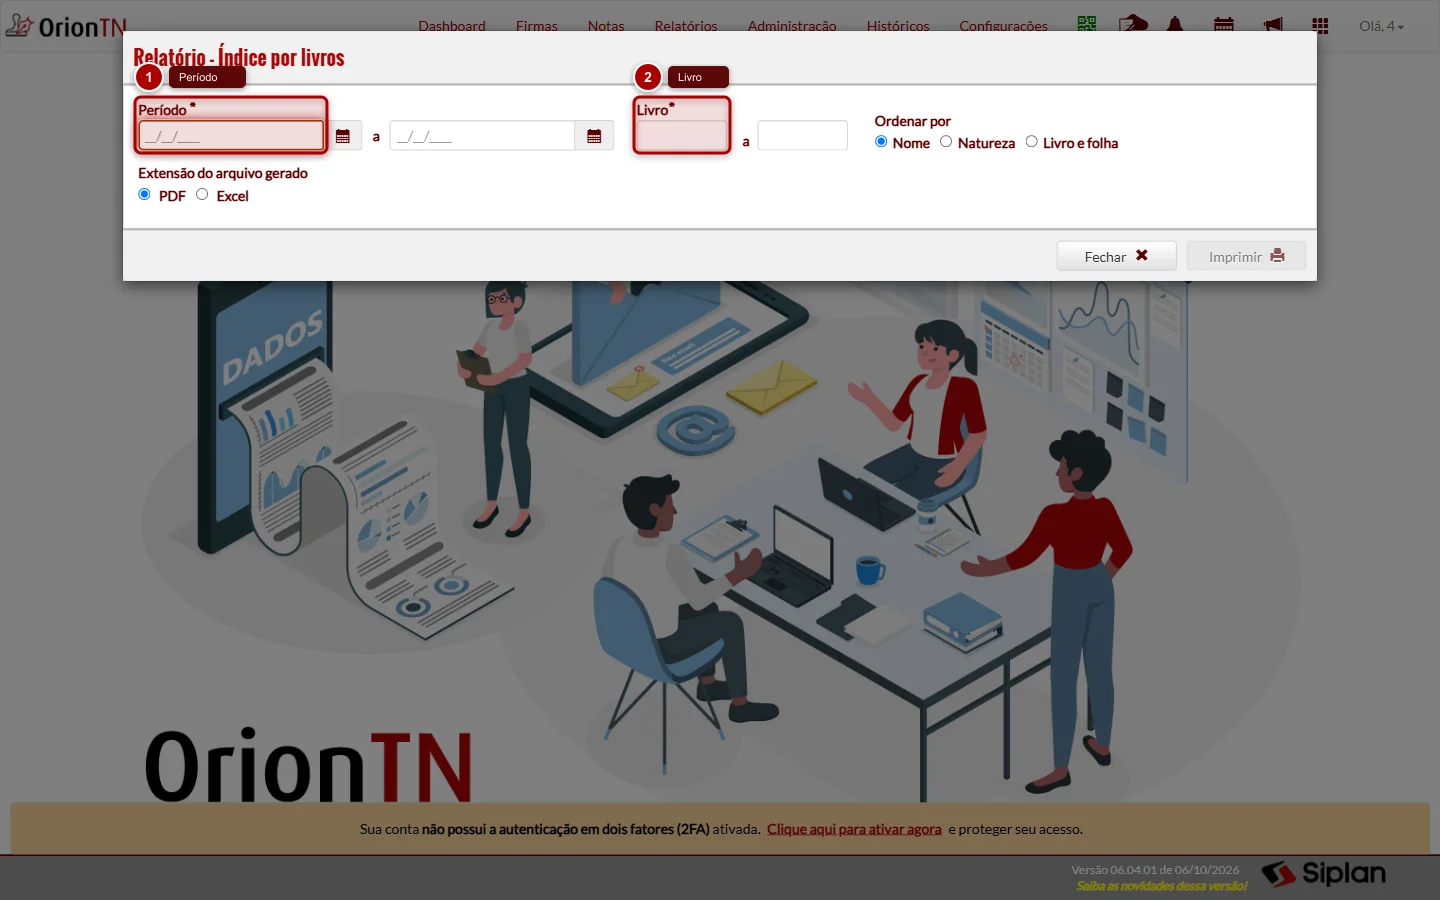 OrionTN
Dashboard
Firmas
Notas
Relatórios
Administração
Históricos
Configurações
Olá, 4
Relatório - Índice por livros
1 Período
2 Livro
Período *
Livro*
Ordenar por
__/__/____
a
__/__/____
a
Nome
Natureza
Livro e folha
Extensão do arquivo gerado
PDF
Excel
Fechar
Imprimir
DADOS
@
OrionTN
Sua conta não possui a autenticação em dois fatores (2FA) ativada. Clique aqui para ativar agora e proteger seu acesso.
Versão 06.04.01 de 06/10/2026
Saiba as novidades dessa versão!
Siplan